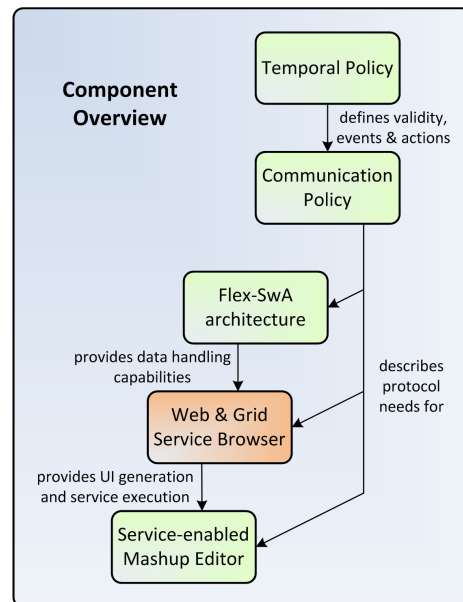 Component
Overview
Temporal Policy
defines validity,
events & actions
Communication
Policy
Flex-SwA
architecture
provides data handling
capabilities
describes
protocol
needs for
Web & Grid
Service Browser
provides UI generation
and service execution
Service-enabled
Mashup Editor